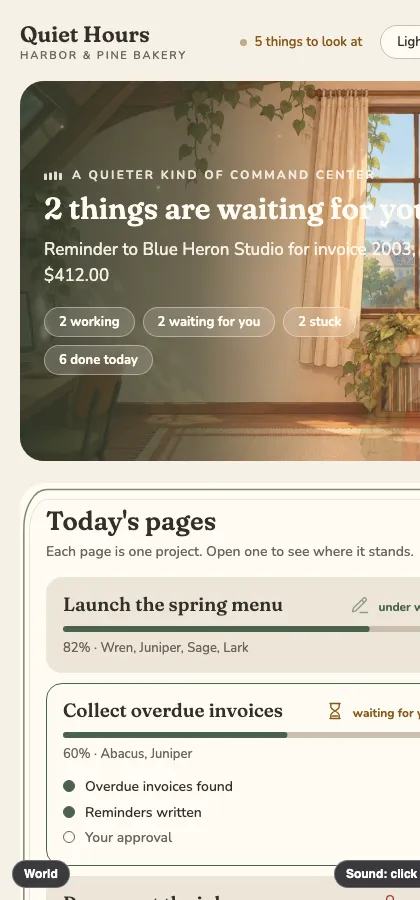 Quiet Hours
HARBOR & PINE BAKERY
5 things to look at
Ligh
A QUIETER KIND OF COMMAND CENTER
2 things are waiting for you
Reminder to Blue Heron Studio for invoice 2003,
$412.00
2 working
2 waiting for you
2 stuck
6 done today
Today's pages
Each page is one project. Open one to see where it stands.
Launch the spring menu
under w
82% · Wren, Juniper, Sage, Lark
Collect overdue invoices
waiting for y
60% · Abacus, Juniper
Overdue invoices found
Reminders written
Your approval
World
Sound: click